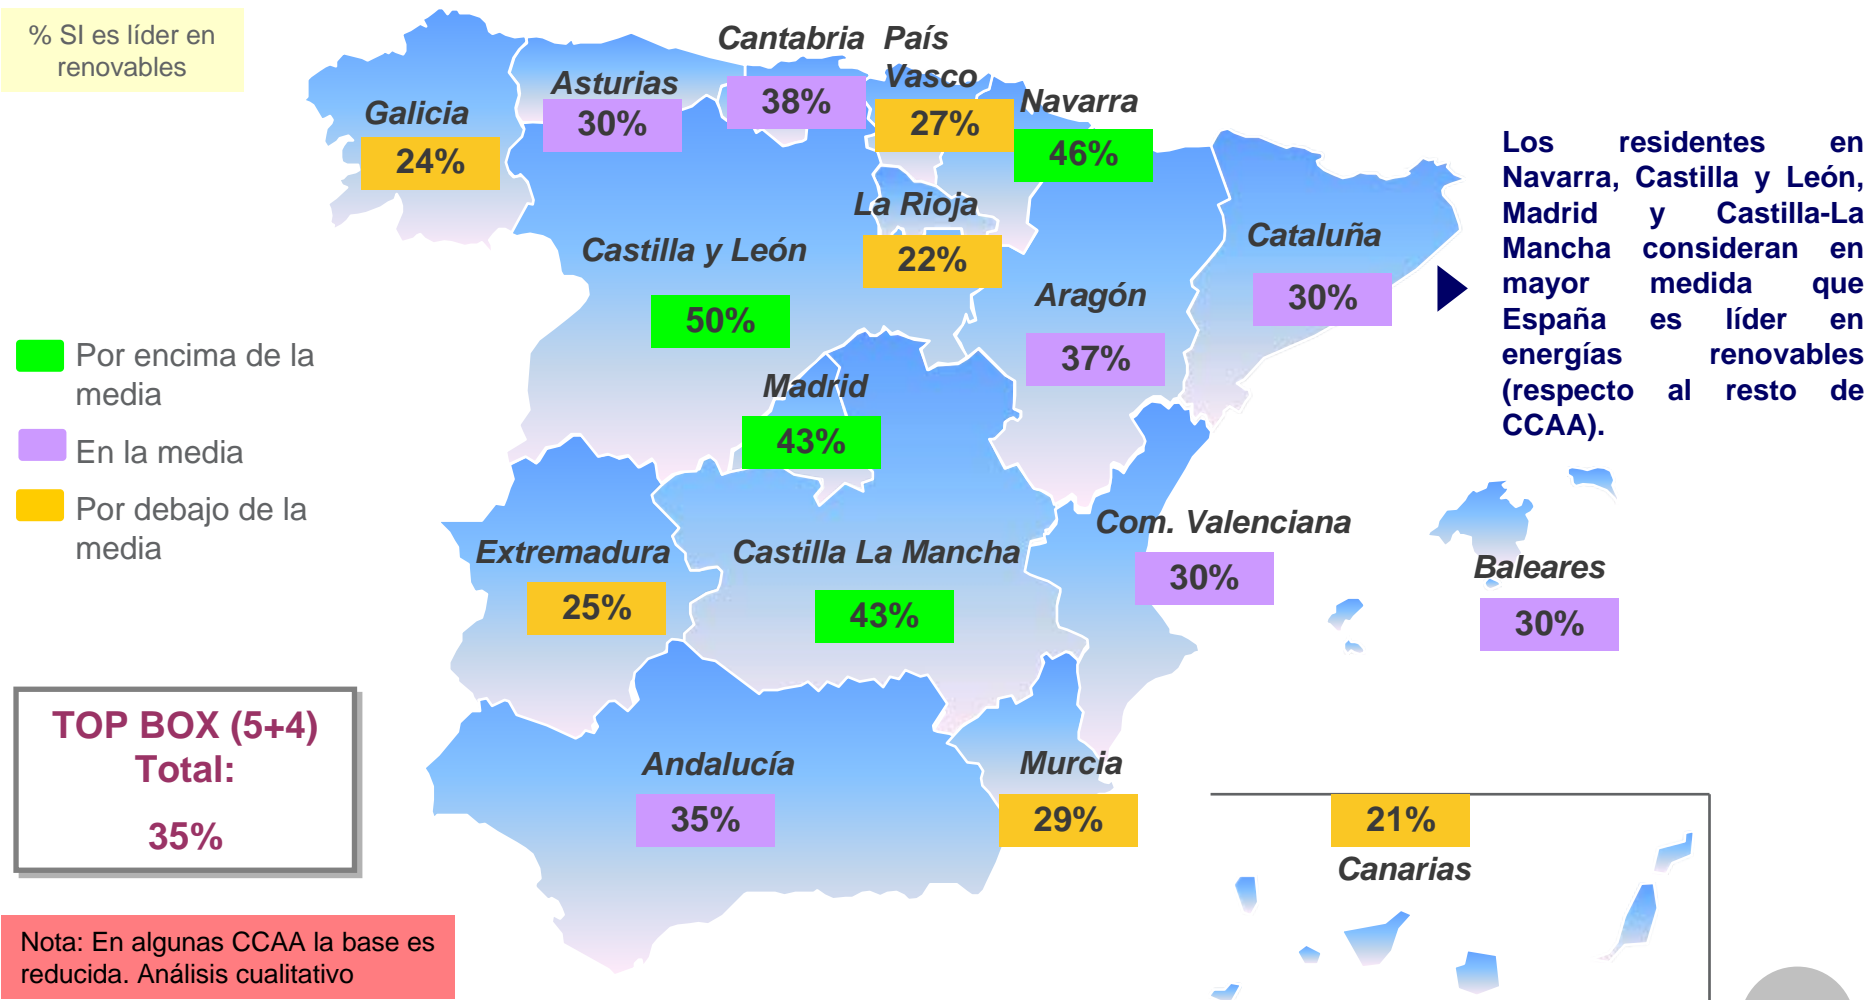 % SI es líder en
renovables
Cantabria
38%
País
Vasco
27%
Asturias
30%
Galicia
24%
Navarra
46%
La Rioja
22%
Castilla y León
50%
Cataluña
30%
Aragón
37%
Madrid
43%
Los residentes en
Navarra, Castilla y León,
Madrid y Castilla-La
Mancha consideran en
mayor medida que
España es líder en
energías renovables
(respecto al resto de
CCAA).
Por encima de la
media
En la media
Por debajo de la
media
Extremadura
25%
Castilla La Mancha
43%
Com. Valenciana
30%
Baleares
30%
TOP BOX (5+4)
Total:
35%
Andalucía
35%
Murcia
29%
21%
Canarias
Nota: En algunas CCAA la base es
reducida. Análisis cualitativo